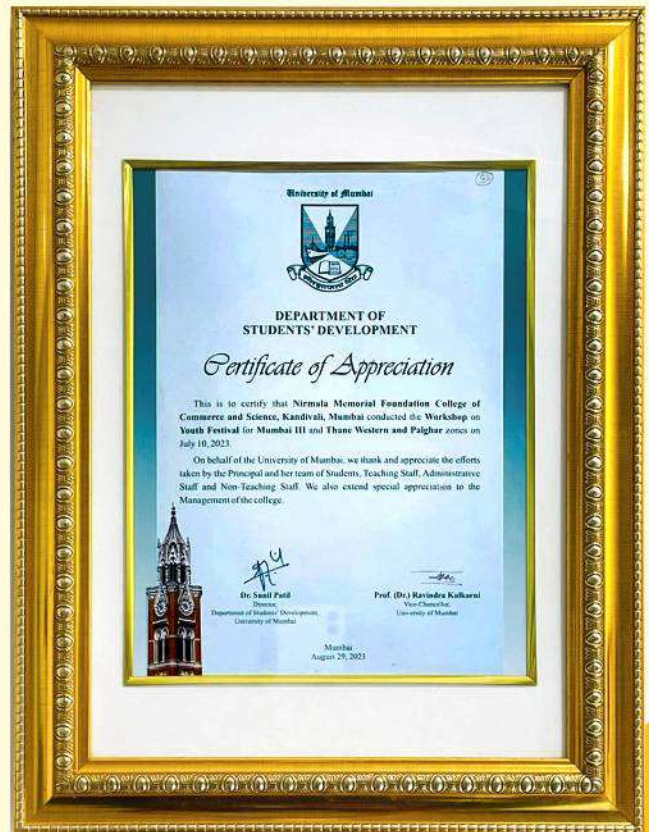 University of Mumbai
DEPARTMENT OF
STUDENTS' DEVELOPMENT
Certificate of Appreciation
This is to certify that Nirmala Memorial Foundation College of
Commerce and Science, Kandivali, Mumbai conducted the Workshop on
Youth Festival for Mumbai III and Thane Western and Palghar zones on
July 10, 2023.
On behalf of the University of Mumbai, we thank and appreciate the efforts
taken by the Principal and her team of Students, Teaching Staff, Administrative
Staff and Non-Teaching Staff. We also extend special appreciation to the
Management of the college.
Dr. Sunil Patil
Director,
Department of Students' Development,
University of Mumbai
Prof. (Dr.) Ravindra Kulkarni
Vice-Chancellor,
University of Mumbai
Mumbai
August 29, 2023